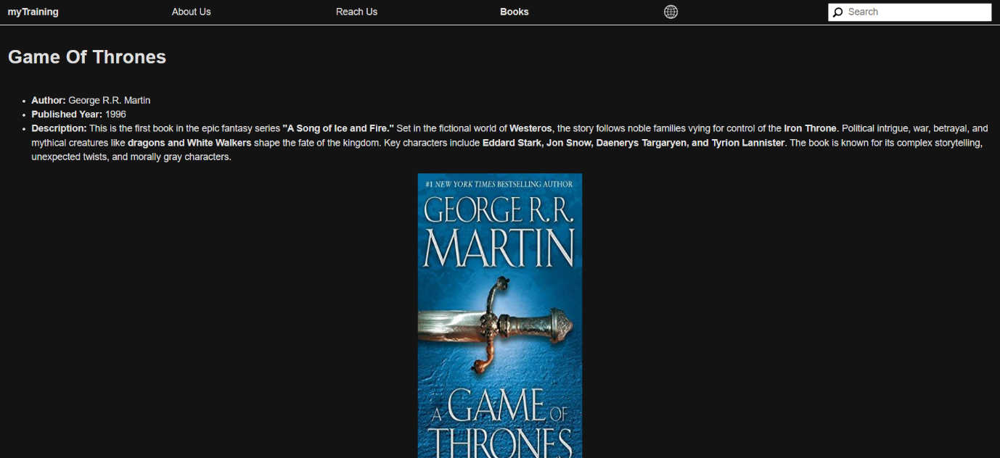 myTraining About Us Reach Us Books Search
Game Of Thrones
Author: George R.R. Martin
Published Year: 1996
Description: This is the first book in the epic fantasy series "A Song of Ice and Fire." Set in the fictional world of Westeros, the story follows noble families vying for control of the Iron Throne. Political intrigue, war, betrayal, and
mythical creatures like dragons and White Walkers shape the fate of the kingdom. Key characters include Eddard Stark, Jon Snow, Daenerys Targaryen, and Tyrion Lannister. The book is known for its complex storytelling,
unexpected twists, and morally gray characters.
#1 NEW YORK TIMES BESTSELLING AUTHOR
GEORGE R.R.
MARTIN
A GAME OF
THRONES